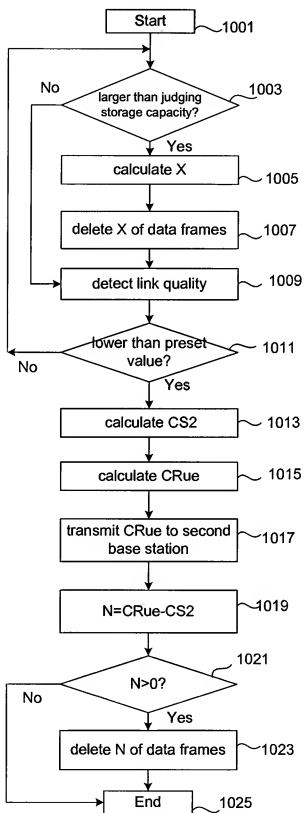 Start
1001
No
larger than judging
storage capacity?
1003
Yes
calculate X
1005
delete X of data frames
1007
detect link quality
1009
lower than preset
value?
1011
No
Yes
calculate CS2
1013
calculate CRue
1015
transmit CRue to second
base station
1017
N=CRue-CS2
1019
N>0?
1021
No
Yes
delete N of data frames
1023
End
1025